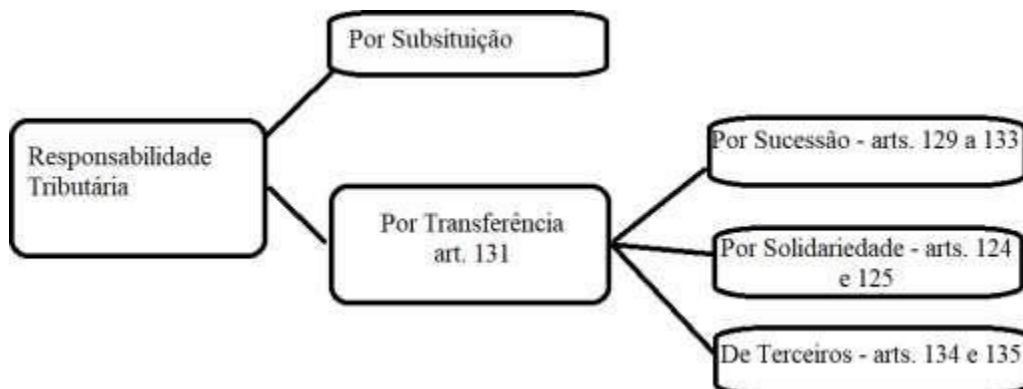 Por Subsituição
Responsabilidade
Tributária
Por Transferência
art. 131
Por Sucessão - arts. 129 a 133
Por Solidariedade - arts. 124
e 125
De Terceiros - arts. 134 e 135